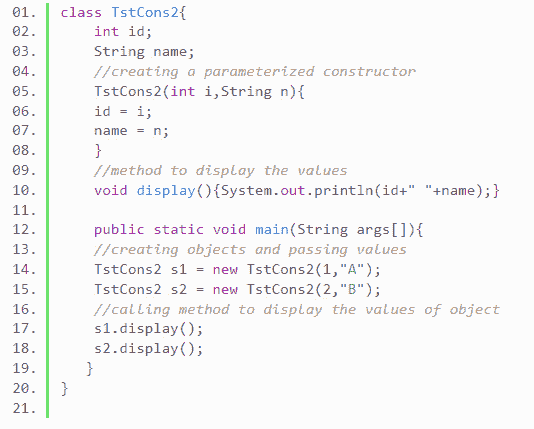 01. class TstCons2{
02. int id;
03. String name;
04. //creating a parameterized constructor
05. TstCons2(int i,String n){
06. id = i;
07. name = n;
08. }
09. //method to display the values
10. void display(){System.out.println(id+" "+name);}
11.
12. public static void main(String args[]){
13. //creating objects and passing values
14. TstCons2 s1 = new TstCons2(1,"A");
15. TstCons2 s2 = new TstCons2(2,"B");
16. //calling method to display the values of object
17. s1.display();
18. s2.display();
19. }
20. }
21.